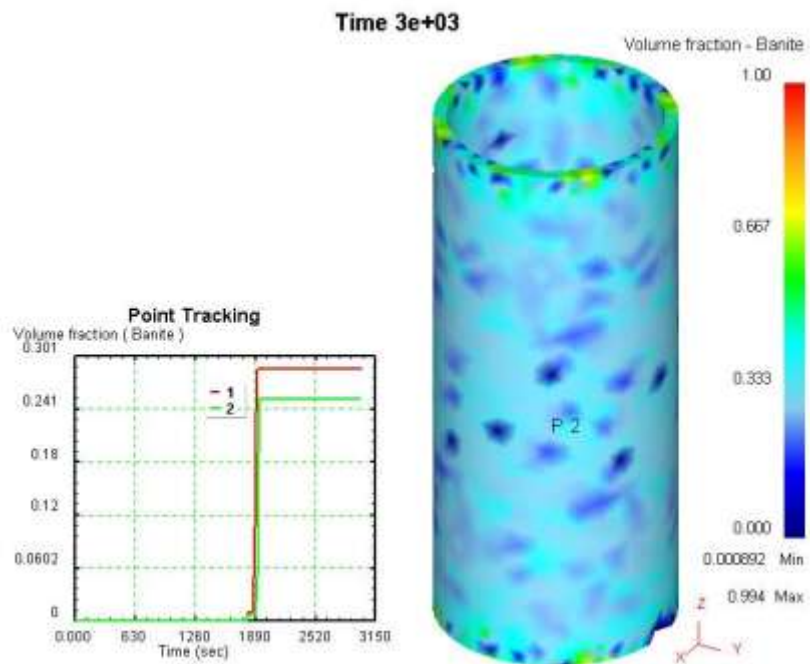 Time 3e+03
Volume fraction - Banite
1.00
0.667
0.333
0.000
0.000892 Min
0.994 Max
P 2
Z
X
Y
Point Tracking
Volume fraction ( Banite )
0.301
0.241
0.18
0.12
0.0602
0
1
2
0.000 630 1260 1890 2520 3150
Time (sec)